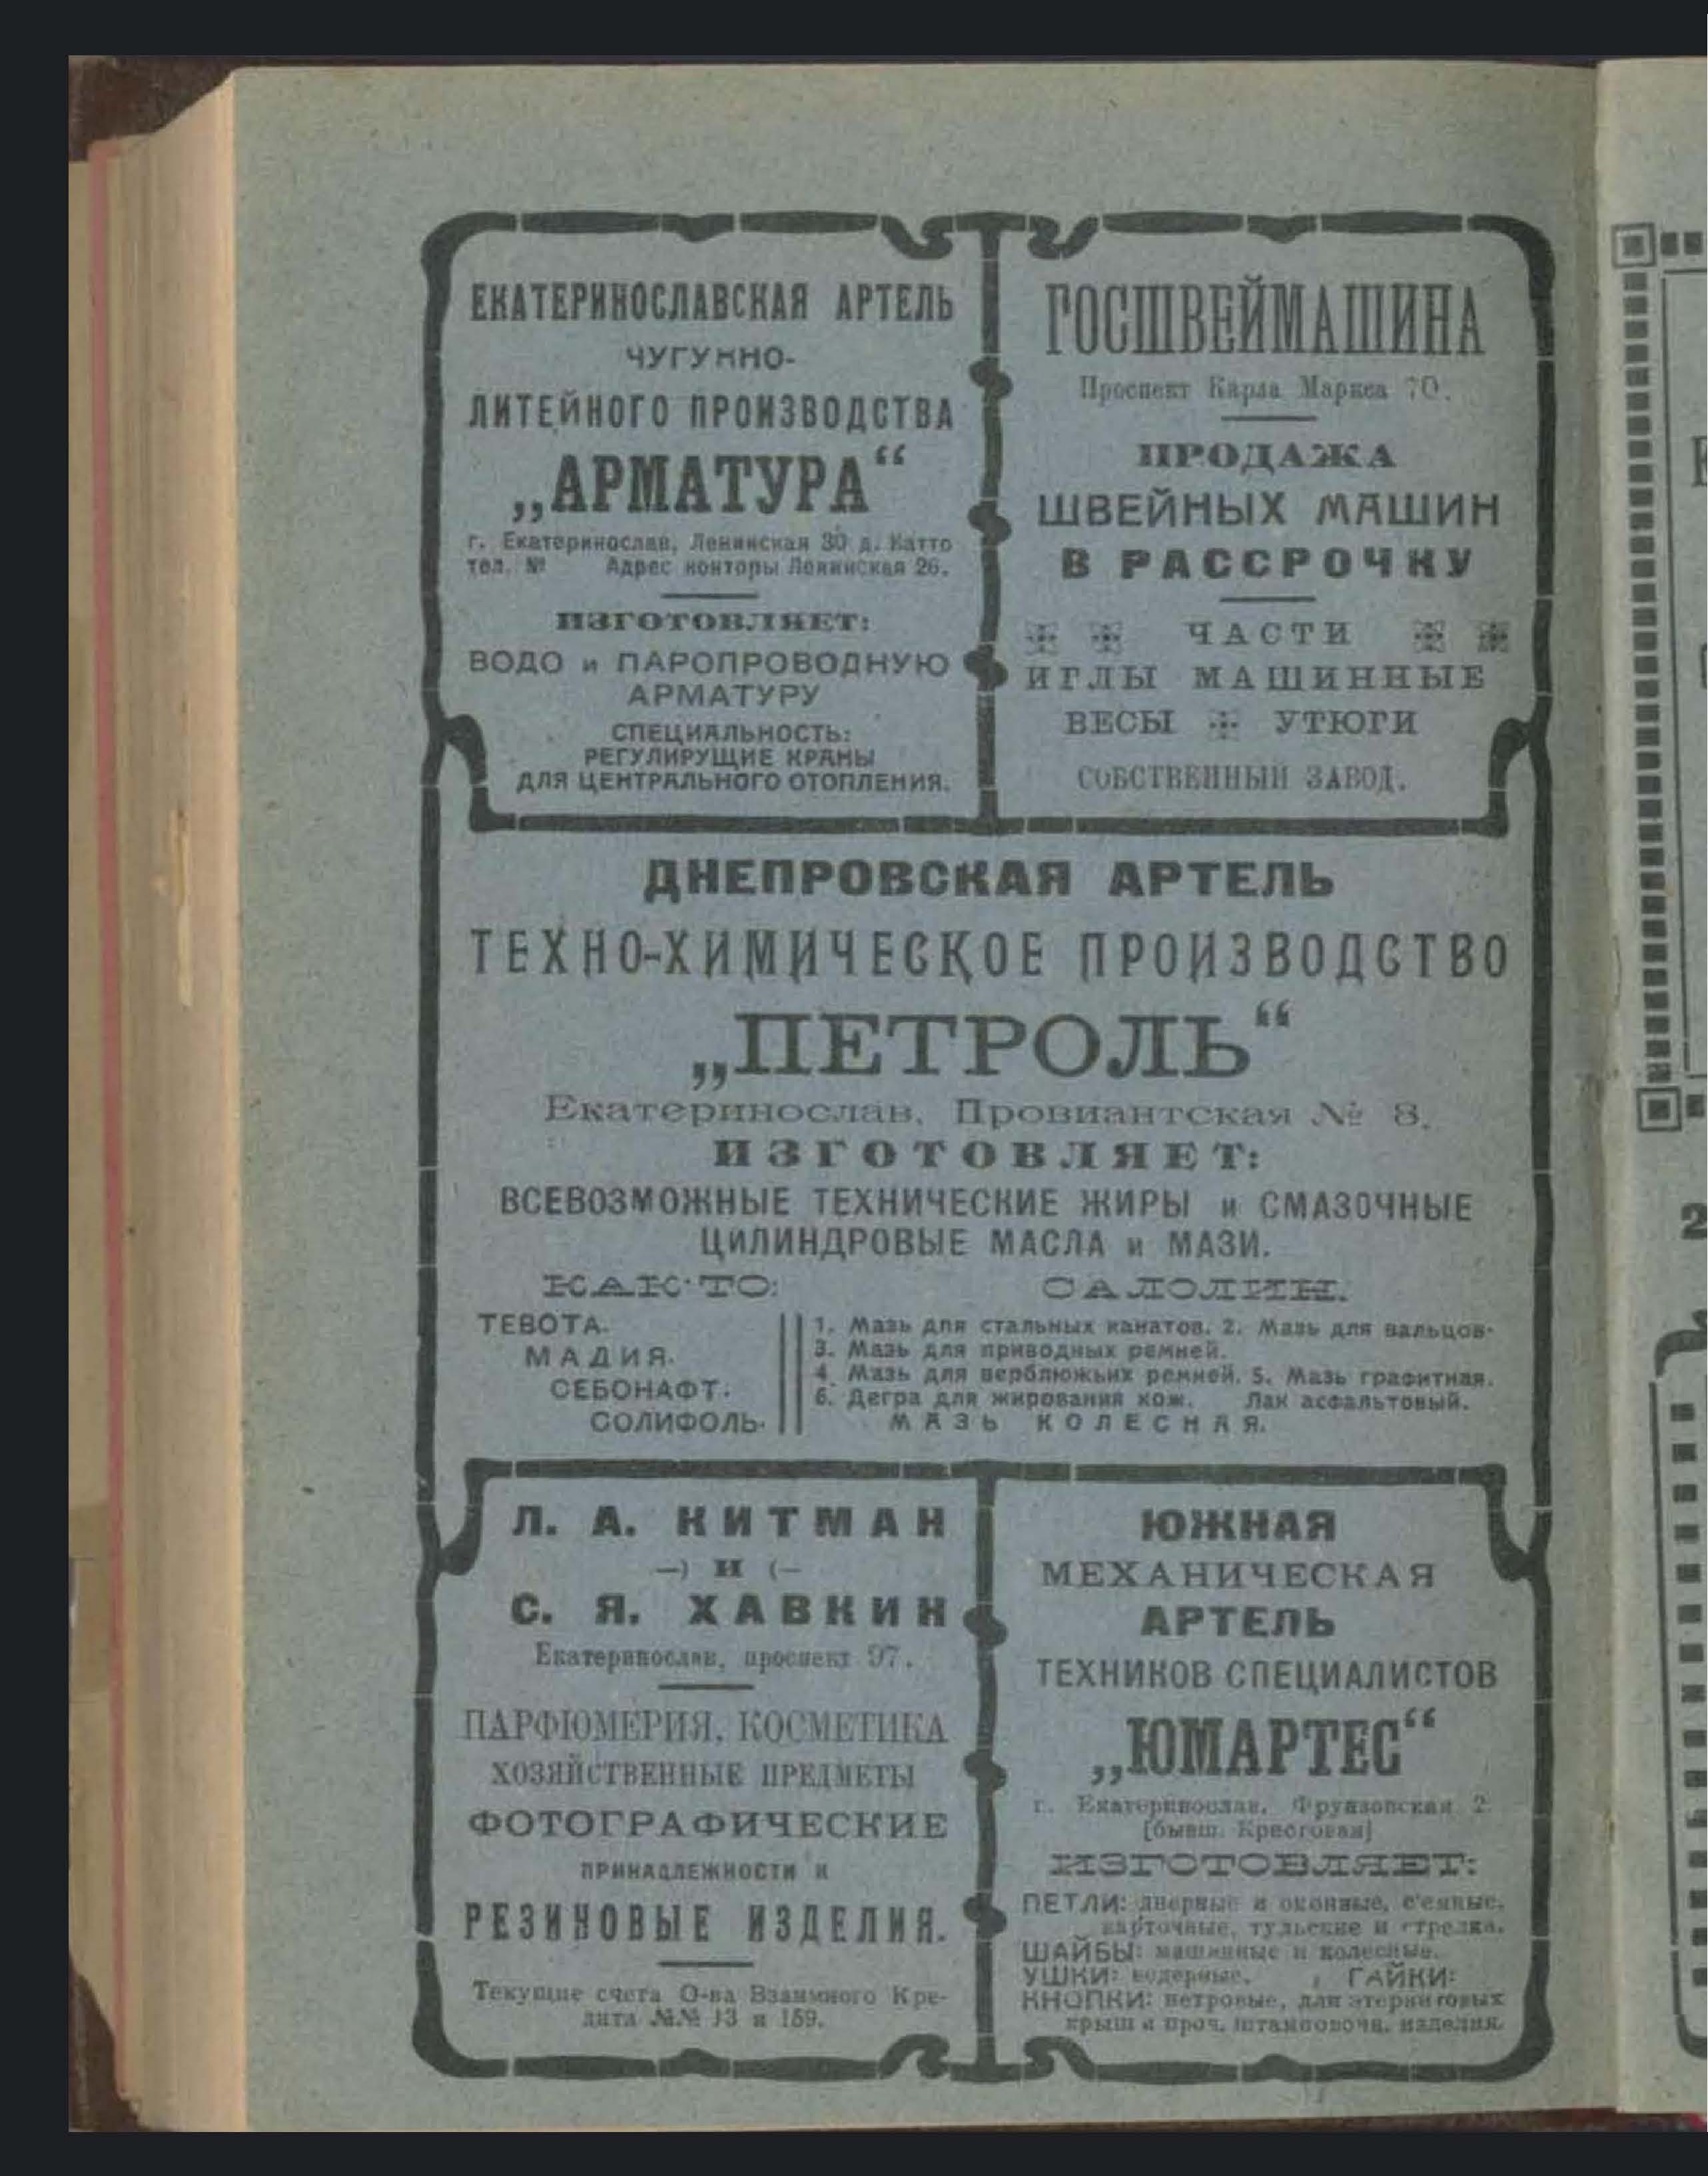 ЕКАТЕРИНОСЛАВСКАЯ АРТЕЛЬ
ЧУГУННО-
ЛИТЕЙНОГО ПРОИЗВОДСТВА
„АРМАТУРА“
г. Екатеринослав, Ленинская 30 д. Катто
тел. № Адрес конторы Ленинская 26.
ИЗГОТОВЛЯЕТ:
ВОДО и ПАРОПРОВОДНУЮ
АРМАТУРУ
СПЕЦИАЛЬНОСТЬ:
РЕГУЛИРУЩИЕ КРАНЫ
ДЛЯ ЦЕНТРАЛЬНОГО ОТОПЛЕНИЯ.
ГОСШВЕЙМАШИНА
Проспект Карла Маркса 70.
ПРОДАЖА
ШВЕЙНЫХ МАШИН
В РАССРОЧКУ
ЧАСТИ
ИГЛЫ МАШИННЫЕ
ВЕСЫ УТЮГИ
СОБСТВЕННЫЙ ЗАВОД.
ДНЕПРОВСКАЯ АРТЕЛЬ
ТЕХНО-ХИМИЧЕСКОЕ ПРОИЗВОДСТВО
„ПЕТРОЛЬ“
Екатеринослав, Провиантская № 8.
ИЗГОТОВЛЯЕТ:
ВСЕВОЗМОЖНЫЕ ТЕХНИЧЕСКИЕ ЖИРЫ и СМАЗОЧНЫЕ
ЦИЛИНДРОВЫЕ МАСЛА и МАЗИ.
КАК-ТО:
ТЕВОТА.
МАДИЯ.
СЕБОНАФТ.
СОЛИФОЛЬ.
САЛОЛИН.
1. Мазь для стальных канатов. 2. Мазь для вальцов.
3. Мазь для приводных ремней.
4. Мазь для верблюжьих ремней. 5. Мазь графитная.
6. Дегра для жирования кож. Лак асфальтовый.
МАЗЬ КОЛЕСНАЯ.
Л. А. КИТМАН
—) И (—
С. Я. ХАВКИН
Екатеринослав, проспект 97.
ПАРФЮМЕРИЯ, КОСМЕТИКА
ХОЗЯЙСТВЕННЫЕ ПРЕДМЕТЫ
ФОТОГРАФИЧЕСКИЕ
ПРИНАДЛЕЖНОСТИ и
РЕЗИНОВЫЕ ИЗДЕЛИЯ.
Текущие счета О-ва Взаимного Кре-
дита №№ 13 и 159.
ЮЖНАЯ
МЕХАНИЧЕСКАЯ
АРТЕЛЬ
ТЕХНИКОВ СПЕЦИАЛИСТОВ
„ЮМАРТЕС“
г. Екатеринослав, Фрунзовская 2
[бывш.
ИЗГОТОВЛЯЕТ:
ПЕТЛИ: дверные и оконные, с'емные,
карточные, тульские и стрелка.
ШАЙБЫ: машинные и колесные.
УШКИ: ведерные. ГАЙКИ:
КНОПКИ: петровые, для
крыш и проч. штамповочн. изделия.